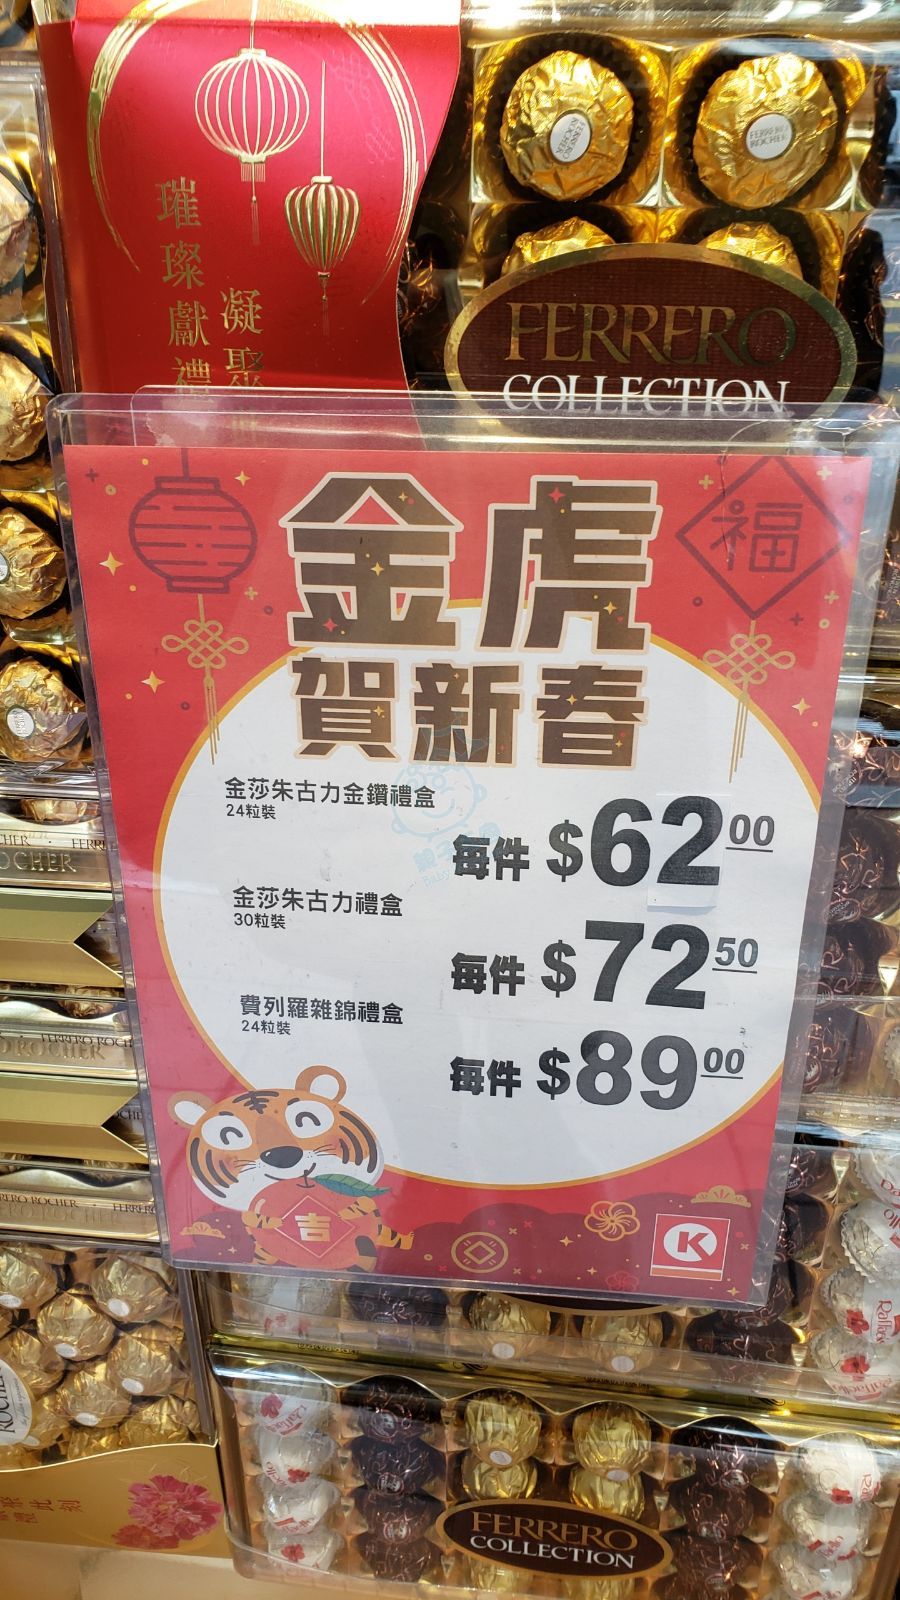 FERRERO
ROCHER
FERRERO
ROCHER
璀璨獻禮
凝聚
FERRERO
COLLECTION
福
金虎
賀新春
金莎朱古力金鑽禮盒
24粒裝
每件 $62.00
金莎朱古力禮盒
30粒裝
每件 $72.50
費列羅雜錦禮盒
24粒裝
每件 $89.00
吉
K
FERRERO
COLLECTION